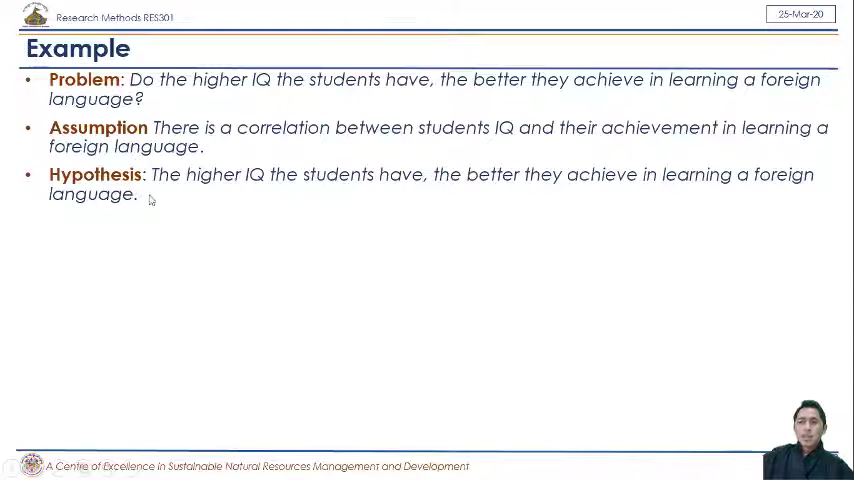 Research Methods RES301
25-Mar-20
Example
• Problem: Do the higher IQ the students have, the better they achieve in learning a foreign
language?
• Assumption There is a correlation between students IQ and their achievement in learning a
foreign language.
• Hypothesis: The higher IQ the students have, the better they achieve in learning a foreign
language.
A Centre of Excellence in Sustainable Natural Resources Management and Development